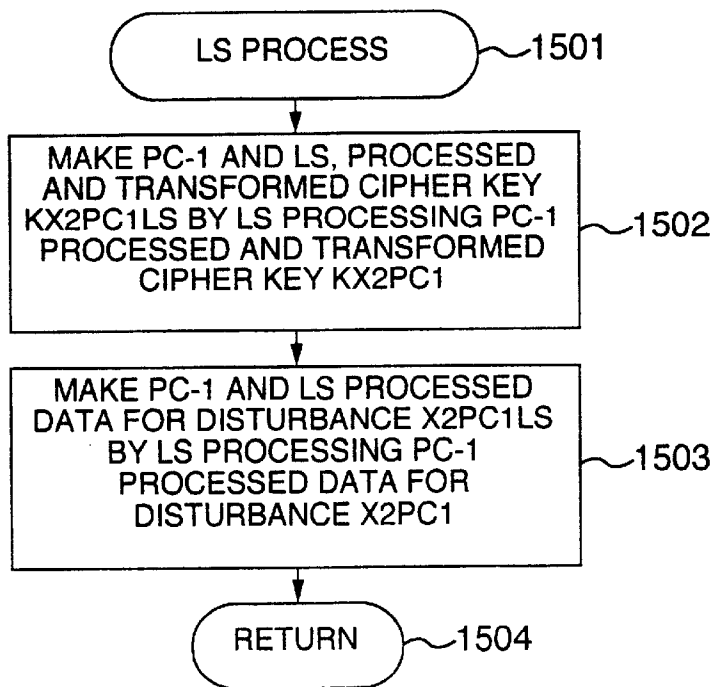 LS PROCESS
1501
MAKE PC-1 AND LS, PROCESSED
AND TRANSFORMED CIPHER KEY
KX2PC1LS BY LS PROCESSING PC-1
PROCESSED AND TRANSFORMED
CIPHER KEY KX2PC1
1502
MAKE PC-1 AND LS PROCESSED
DATA FOR DISTURBANCE X2PC1LS
BY LS PROCESSING PC-1
PROCESSED DATA FOR
DISTURBANCE X2PC1
1503
RETURN
1504